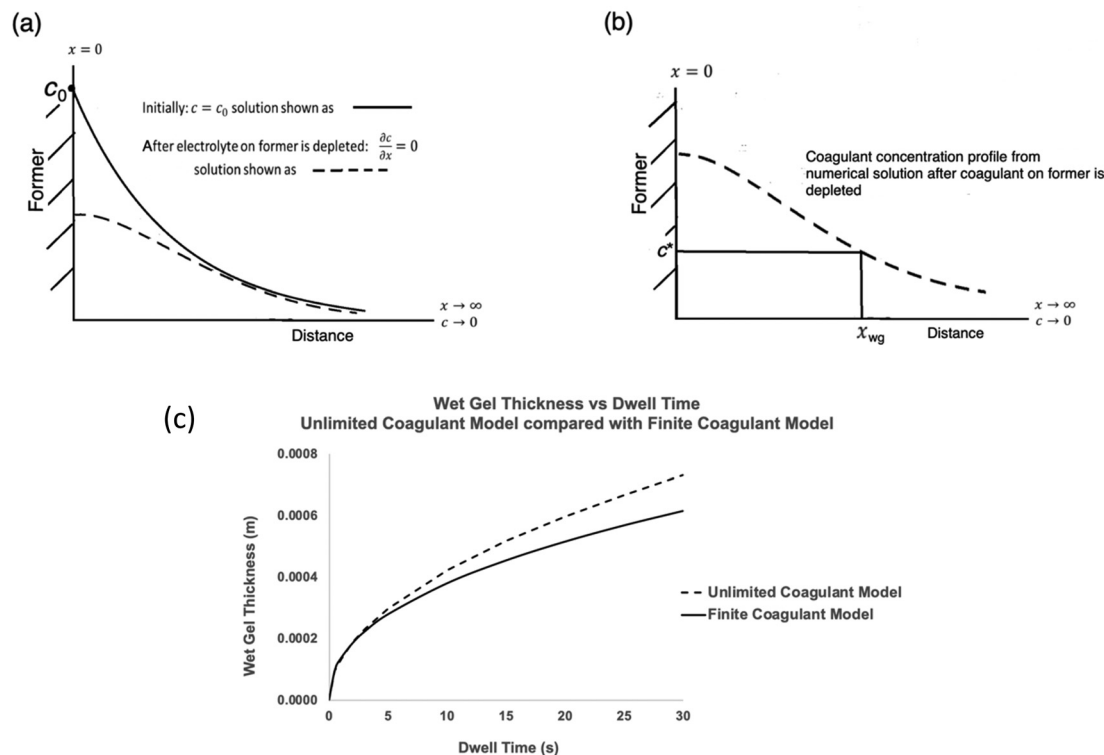 (a)
x = 0
c₀
Initially: c = c₀ solution shown as
After electrolyte on former is depleted: ∂c/∂x = 0
solution shown as
Former
x → ∞
c → 0
Distance
(b)
x = 0
Coagulant concentration profile from
numerical solution after coagulant on former is
depleted
Former
c*
x → ∞
c → 0
x_wg
Distance
(c)
Wet Gel Thickness vs Dwell Time
Unlimited Coagulant Model compared with Finite Coagulant Model
Wet Gel Thickness (m)
0.0008
0.0006
0.0004
0.0002
0.0000
0 5 10 15 20 25 30
Dwell Time (s)
Unlimited Coagulant Model
Finite Coagulant Model